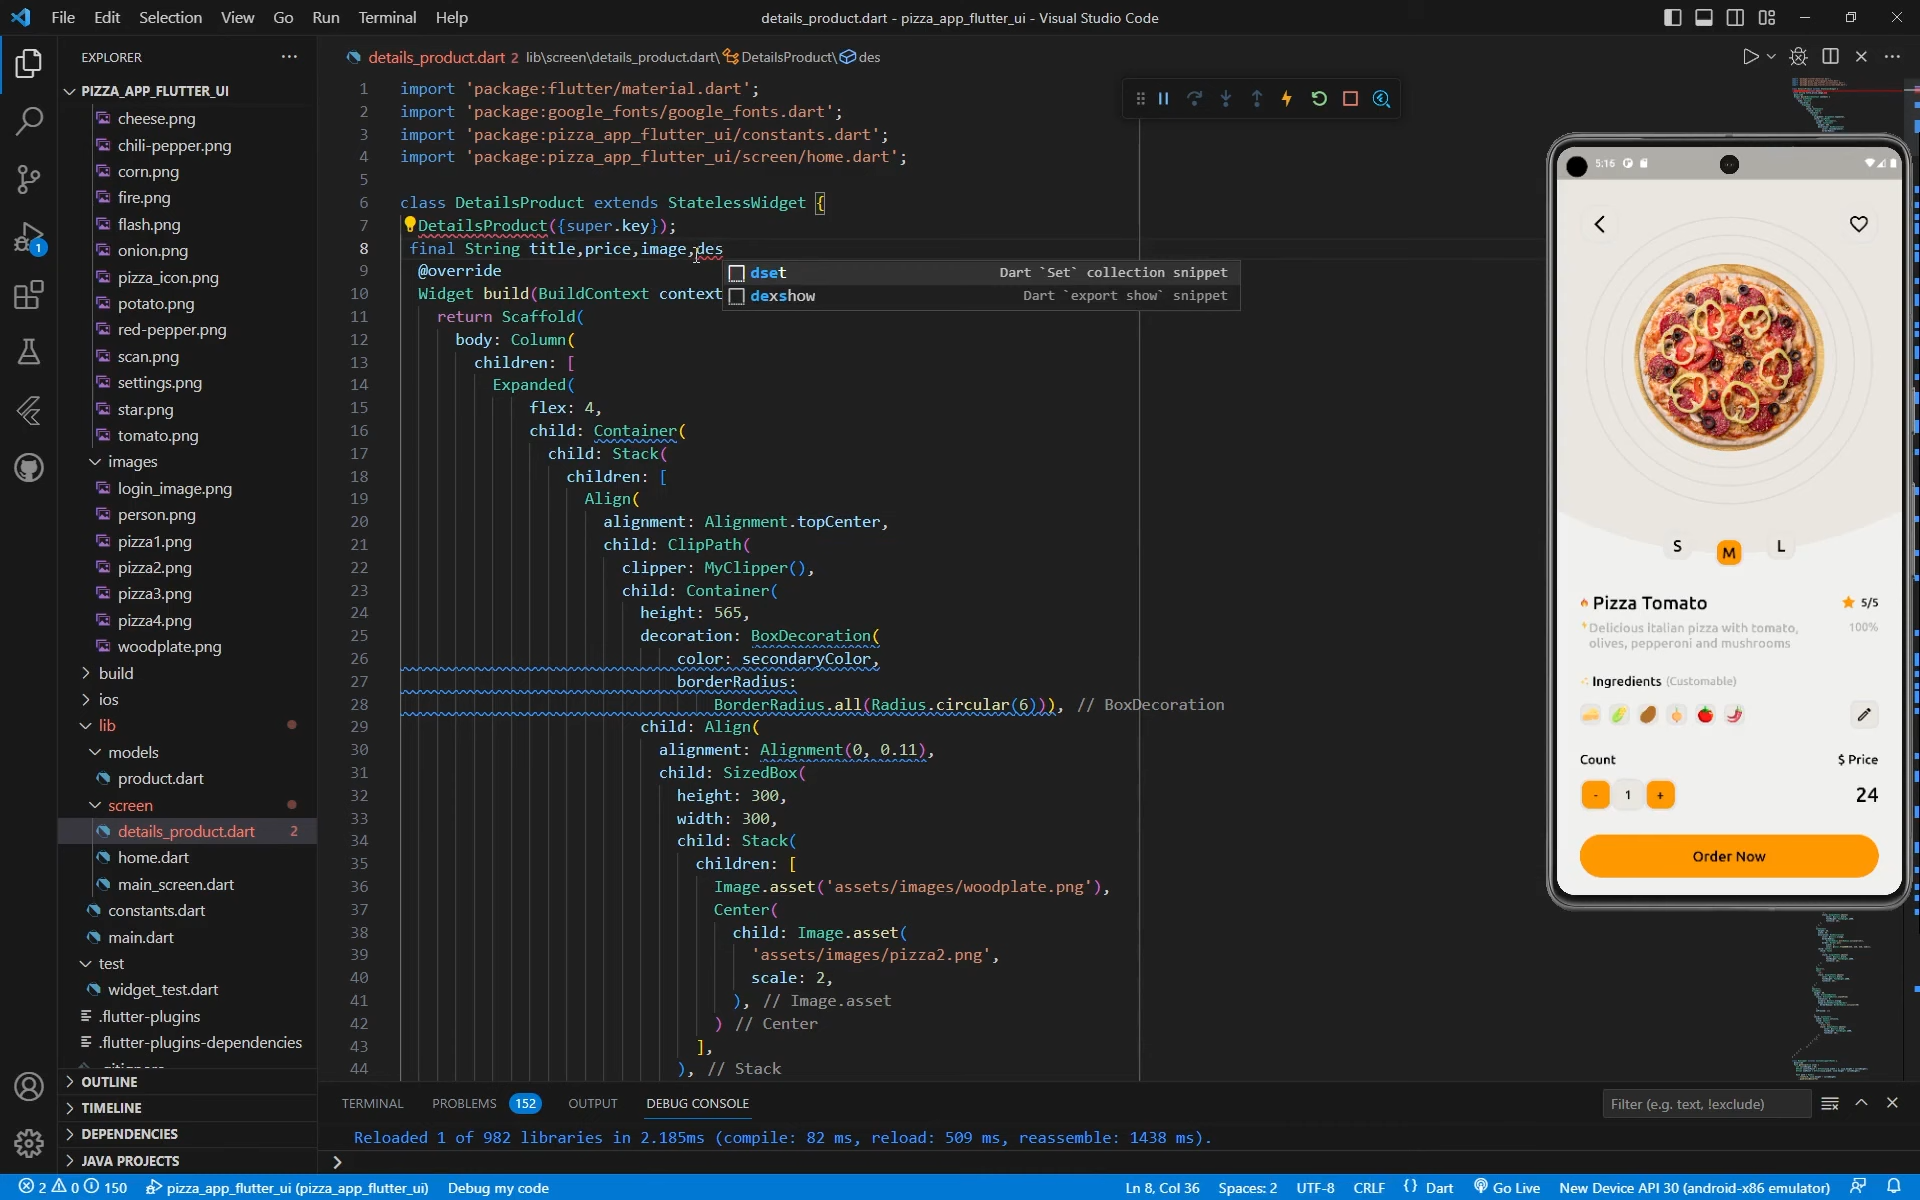 File Edit Selection View Go Run Terminal Help
details_product.dart - pizza_app_flutter_ui - Visual Studio Code
EXPLORER
PIZZA_APP_FLUTTER_UI
cheese.png
chili-pepper.png
corn.png
fire.png
flash.png
onion.png
pizza_icon.png
potato.png
red-pepper.png
scan.png
settings.png
star.png
tomato.png
images
login_image.png
person.png
pizza1.png
pizza2.png
pizza3.png
pizza4.png
woodplate.png
build
ios
lib
models
product.dart
screen
details_product.dart 2
home.dart
main_screen.dart
constants.dart
main.dart
test
widget_test.dart
.flutter-plugins
.flutter-plugins-dependencies
OUTLINE
TIMELINE
DEPENDENCIES
JAVA PROJECTS
1
details_product.dart 2 lib\screen\details_product.dart\ DetailsProduct\ des
1 import 'package:flutter/material.dart';
2 import 'package:google_fonts/google_fonts.dart';
3 import 'package:pizza_app_flutter_ui/constants.dart';
4 import 'package:pizza_app_flutter_ui/screen/home.dart';
5
6 class DetailsProduct extends StatelessWidget {
7 DetailsProduct({super.key});
8 final String title,price,image,des
9 @override
10 Widget build(BuildContext context
11 return Scaffold(
12 body: Column(
13 children: [
14 Expanded(
15 flex: 4,
16 child: Container(
17 child: Stack(
18 children: [
19 Align(
20 alignment: Alignment.topCenter,
21 child: ClipPath(
22 clipper: MyClipper(),
23 child: Container(
24 height: 565,
25 decoration: BoxDecoration(
26 color: secondaryColor,
27 borderRadius:
28 BorderRadius.all(Radius.circular(6))), // BoxDecoration
29 child: Align(
30 alignment: Alignment(0, 0.11),
31 child: SizedBox(
32 height: 300,
33 width: 300,
34 child: Stack(
35 children: [
36 Image.asset('assets/images/woodplate.png'),
37 Center(
38 child: Image.asset(
39 'assets/images/pizza2.png',
40 scale: 2,
41 ), // Image.asset
42 ) // Center
43 ],
44 ), // Stack
dset Dart `Set` collection snippet
dexshow Dart `export show` snippet
5:16
S M L
Pizza Tomato 5/5
Delicious italian pizza with tomato, 100%
olives, pepperoni and mushrooms
Ingredients (Customable)
Count $ Price
- 1 + 24
Order Now
TERMINAL PROBLEMS 152 OUTPUT DEBUG CONSOLE
Filter (e.g. text, !exclude)
Reloaded 1 of 982 libraries in 2.185ms (compile: 82 ms, reload: 509 ms, reassemble: 1438 ms).
2 0 150 pizza_app_flutter_ui (pizza_app_flutter_ui) Debug my code
Ln 8, Col 36 Spaces: 2 UTF-8 CRLF {} Dart Go Live New Device API 30 (android-x86 emulator)